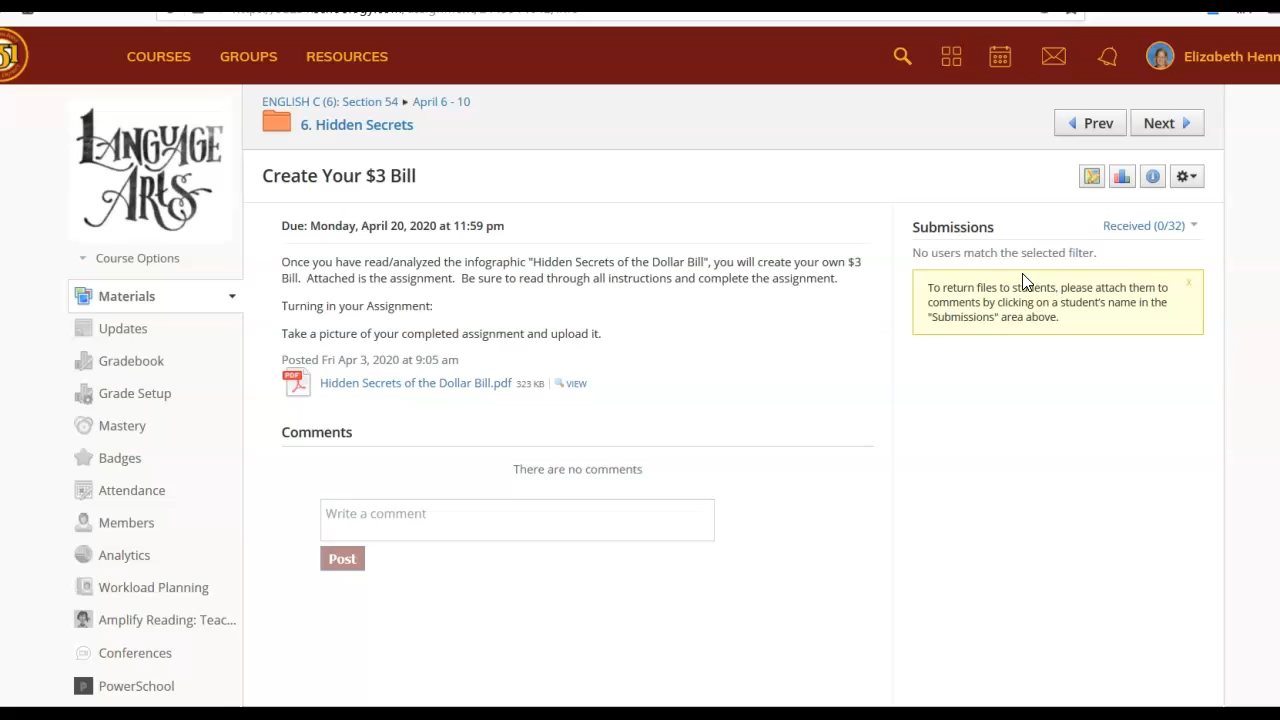 51
COURSES GROUPS RESOURCES
Elizabeth Henn
LANGUAGE
ARTS
Course Options
Materials
Updates
Gradebook
Grade Setup
Mastery
Badges
Attendance
Members
Analytics
Workload Planning
Amplify Reading: Teac...
Conferences
PowerSchool
ENGLISH C (6): Section 54 ▸ April 6 - 10
6. Hidden Secrets
Prev Next
Create Your $3 Bill
Due: Monday, April 20, 2020 at 11:59 pm
Once you have read/analyzed the infographic "Hidden Secrets of the Dollar Bill", you will create your own $3
Bill. Attached is the assignment. Be sure to read through all instructions and complete the assignment.
Turning in your Assignment:
Take a picture of your completed assignment and upload it.
Posted Fri Apr 3, 2020 at 9:05 am
PDF
Hidden Secrets of the Dollar Bill.pdf 323 KB VIEW
Comments
There are no comments
Write a comment
Post
Submissions Received (0/32)
No users match the selected filter.
To return files to students, please attach them to x
comments by clicking on a student's name in the
"Submissions" area above.